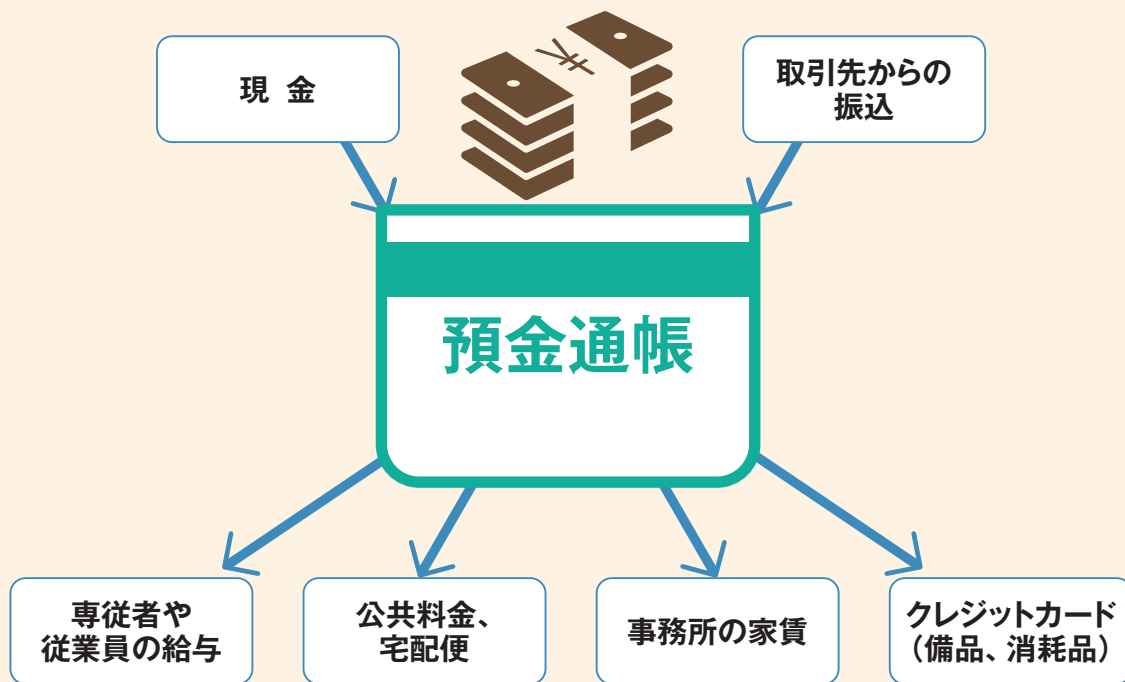 現 金
取引先からの
振込
¥
預金通帳
専従者や
従業員の給与
公共料金、
宅配便
事務所の家賃
クレジットカード
（備品、消耗品）